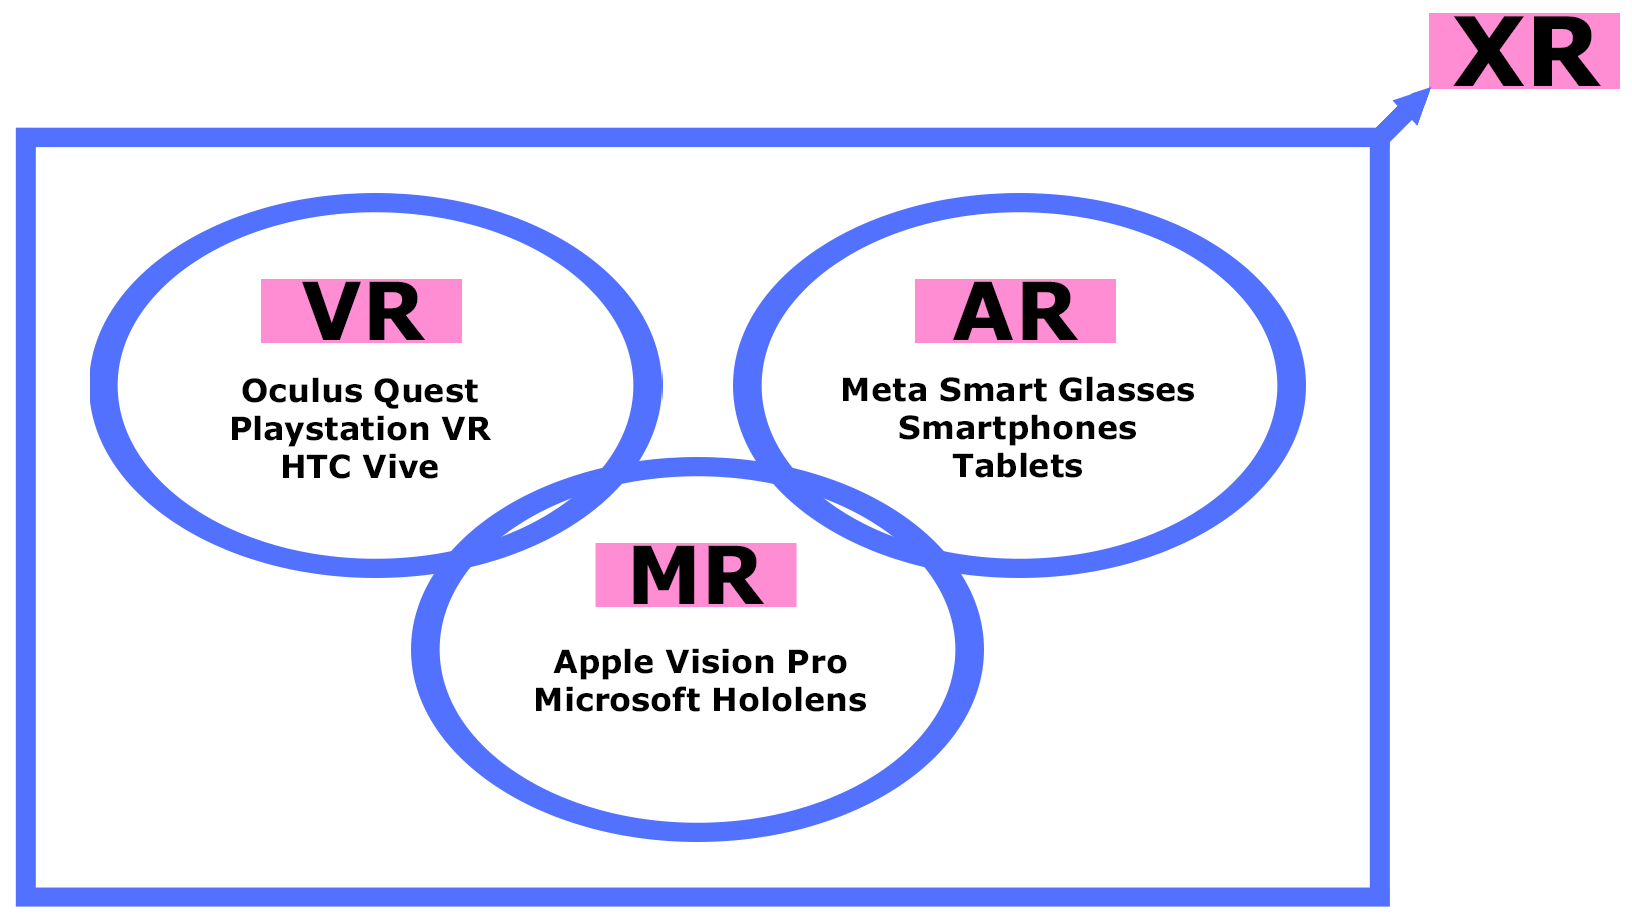 XR
VR
Oculus Quest
Playstation VR
HTC Vive
AR
Meta Smart Glasses
Smartphones
Tablets
MR
Apple Vision Pro
Microsoft Hololens